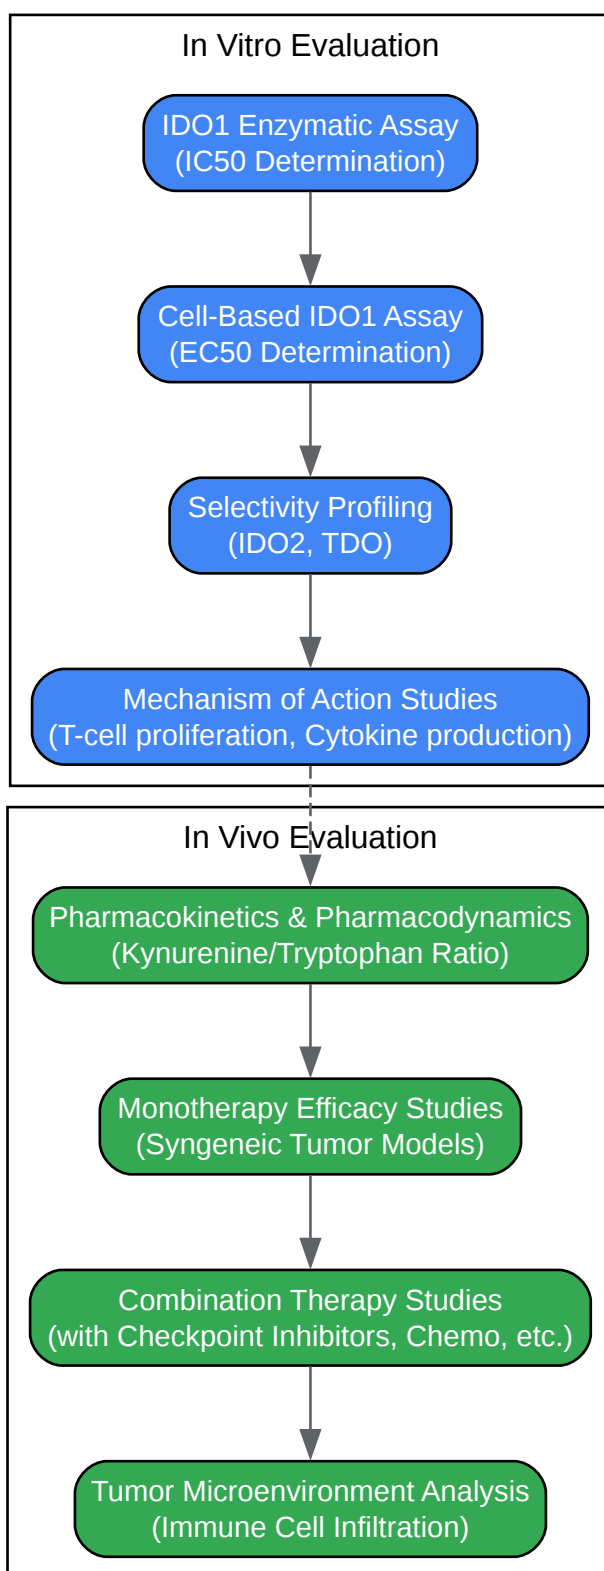 In Vitro Evaluation
IDO1 Enzymatic Assay
(IC50 Determination)
Cell-Based IDO1 Assay
(EC50 Determination)
Selectivity Profiling
(IDO2, TDO)
Mechanism of Action Studies
(T-cell proliferation, Cytokine production)
In Vivo Evaluation
Pharmacokinetics & Pharmacodynamics
(Kynurenine/Tryptophan Ratio)
Monotherapy Efficacy Studies
(Syngeneic Tumor Models)
Combination Therapy Studies
(with Checkpoint Inhibitors, Chemo, etc.)
Tumor Microenvironment Analysis
(Immune Cell Infiltration)